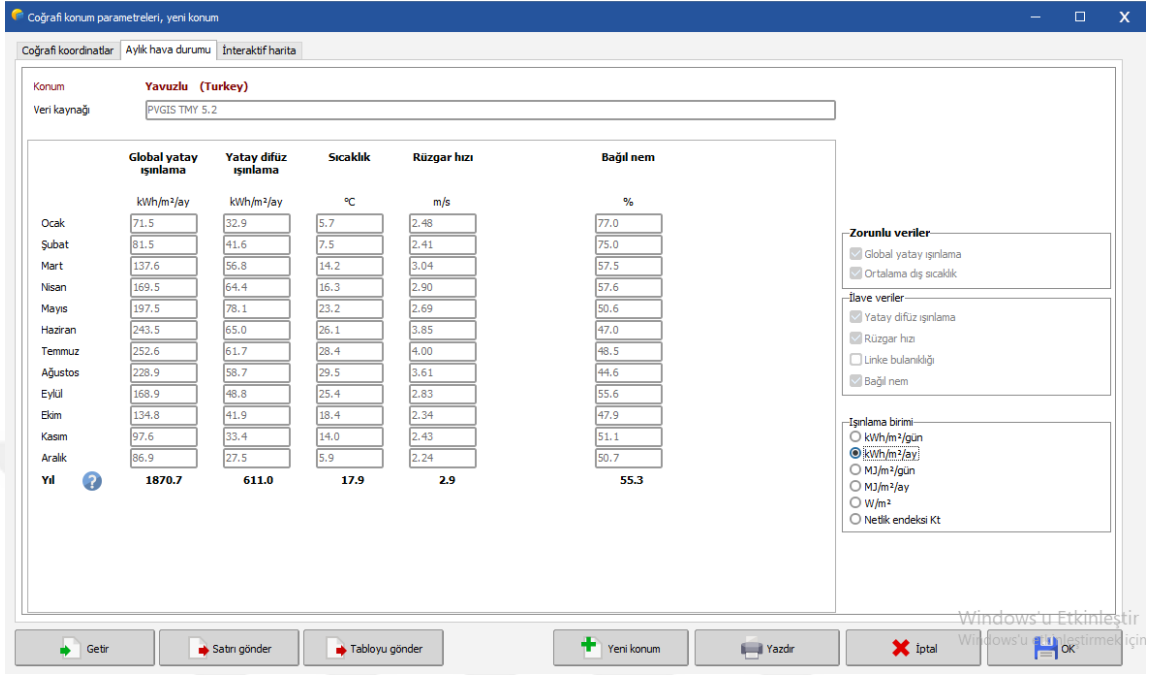 Coğrafi konum parametreleri, yeni konum
Coğrafi koordinatlar Aylık hava durumu İnteraktif harita
Konum Yavuzlu (Turkey)
Veri kaynağı PVGIS TMY 5.2
Global yatay ışınlama Yatay difüz ışınlama Sıcaklık Rüzgar hızı Bağıl nem
kWh/m²/ay kWh/m²/ay °C m/s %
Ocak 71.5 32.9 5.7 2.48 77.0
Şubat 81.5 41.6 7.5 2.41 75.0
Mart 137.6 56.8 14.2 3.04 57.5
Nisan 169.5 64.4 16.3 2.90 57.6
Mayıs 197.5 78.1 23.2 2.69 50.6
Haziran 243.5 65.0 26.1 3.85 47.0
Temmuz 252.6 61.7 28.4 4.00 48.5
Ağustos 228.9 58.7 29.5 3.61 44.6
Eylül 168.9 48.8 25.4 2.83 55.6
Ekim 134.8 41.9 18.4 2.34 47.9
Kasım 97.6 33.4 14.0 2.43 51.1
Aralık 86.9 27.5 5.9 2.24 50.7
Yıl ? 1870.7 611.0 17.9 2.9 55.3
Zorunlu veriler
Global yatay ışınlama
Ortalama dış sıcaklık
İlave veriler
Yatay difüz ışınlama
Rüzgar hızı
Linke bulanıklığı
Bağıl nem
Işınlama birimi
kWh/m²/gün
kWh/m²/ay
MJ/m²/gün
MJ/m²/ay
W/m²
Netlik endeksi Kt
Windows'u Etkinleştir
Windows'u etkinleştirmek için
Getir Satırı gönder Tabloyu gönder Yeni konum Yazdır İptal OK